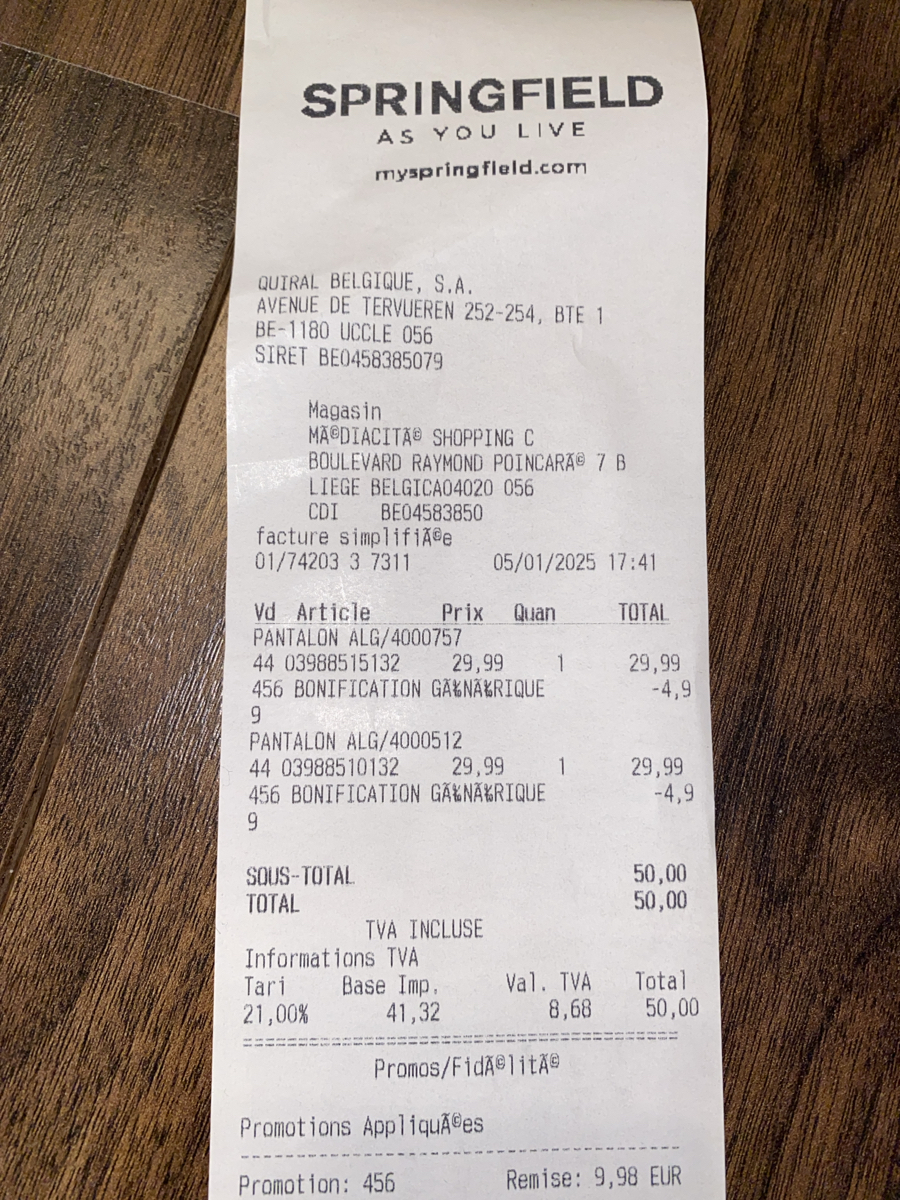 SPRINGFIELD
AS YOU LIVE
myspringfield.com
QUIRAL BELGIQUE, S.A.
AVENUE DE TERVUEREN 252-254, BTE 1
BE-1180 UCCLE 056
SIRET BE0458385079
Magasin
MÃ©DIACITÃ© SHOPPING C
BOULEVARD RAYMOND POINCARÃ© 7 B
LIEGE BELGICA04020 056
CDI BE04583850
facture simplifiÃ©e
01/74203 3 7311 05/01/2025 17:41
Vd Article Prix Quan TOTAL
PANTALON ALG/4000757
44 03988515132 29,99 1 29,99
456 BONIFICATION GÃ‰NÃ‰RIQUE -4,9
9
PANTALON ALG/4000512
44 03988510132 29,99 1 29,99
456 BONIFICATION GÃ‰NÃ‰RIQUE -4,9
9
SOUS-TOTAL 50,00
TOTAL 50,00
TVA INCLUSE
Informations TVA
Tari Base Imp. Val. TVA Total
21,00% 41,32 8,68 50,00
Promos/FidÃ©litÃ©
Promotions AppliquÃ©es
Promotion: 456 Remise: 9,98 EUR